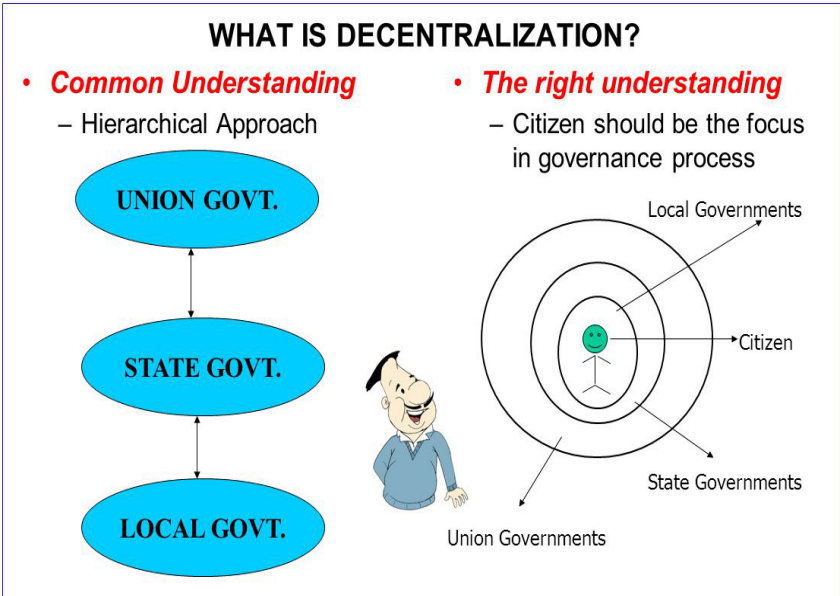 WHAT IS DECENTRALIZATION?
• Common Understanding
– Hierarchical Approach
UNION GOVT.
STATE GOVT.
LOCAL GOVT.
• The right understanding
– Citizen should be the focus
in governance process
Local Governments
Citizen
State Governments
Union Governments